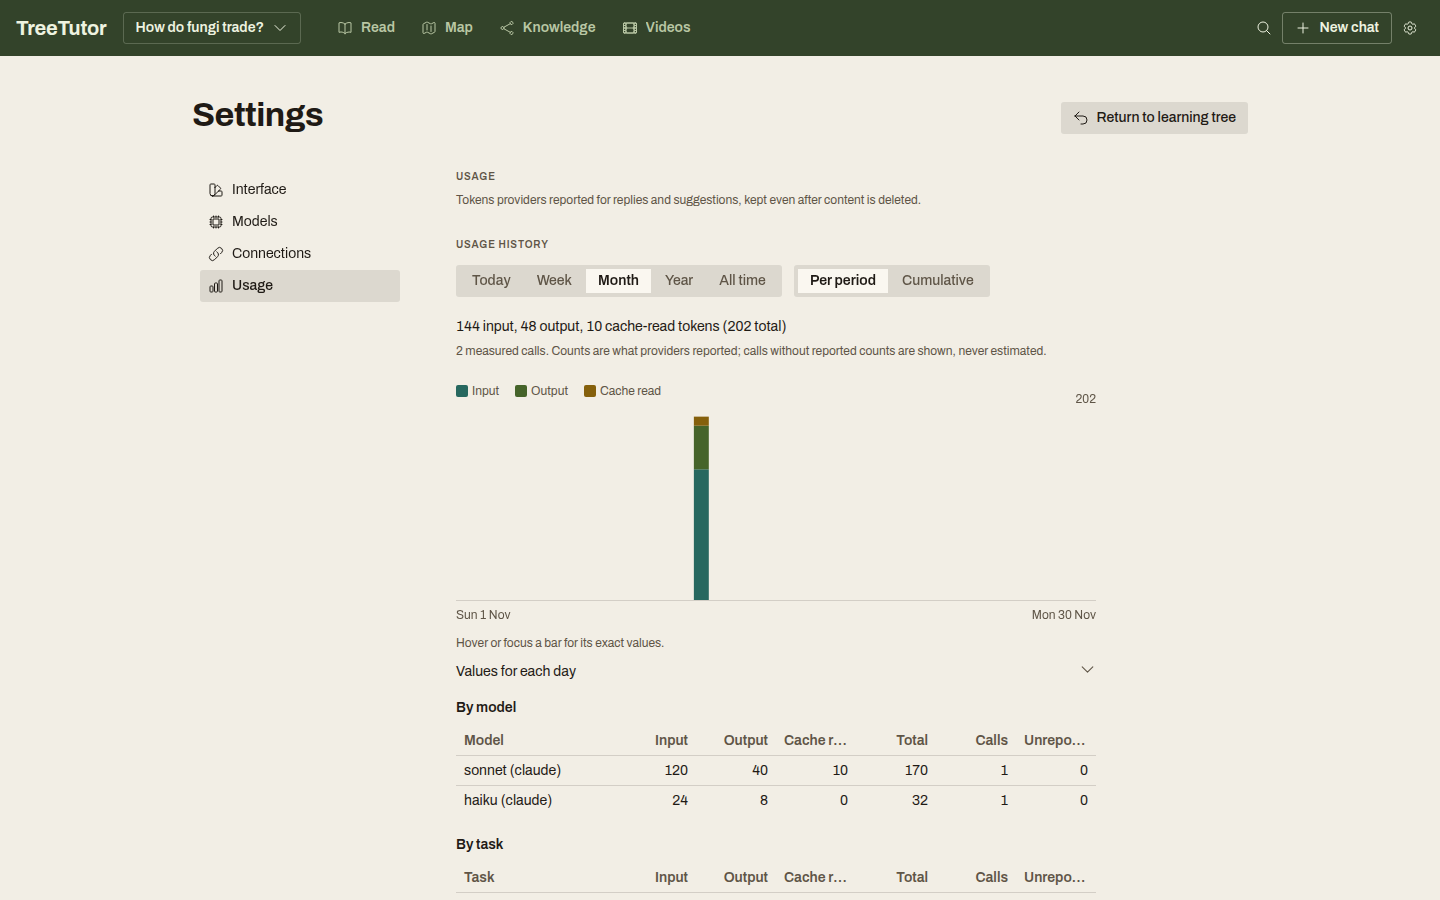 TreeTutor How do fungi trade? Read Map Knowledge Videos New chat
Settings
Return to learning tree
Interface
Models
Connections
Usage
USAGE
Tokens providers reported for replies and suggestions, kept even after content is deleted.
USAGE HISTORY
Today Week Month Year All time Per period Cumulative
144 input, 48 output, 10 cache-read tokens (202 total)
2 measured calls. Counts are what providers reported; calls without reported counts are shown, never estimated.
Input Output Cache read
202
Sun 1 Nov Mon 30 Nov
Hover or focus a bar for its exact values.
Values for each day
By model
Model Input Output Cache r... Total Calls Unrepo...
sonnet (claude) 120 40 10 170 1 0
haiku (claude) 24 8 0 32 1 0
By task
Task Input Output Cache r... Total Calls Unrepo...